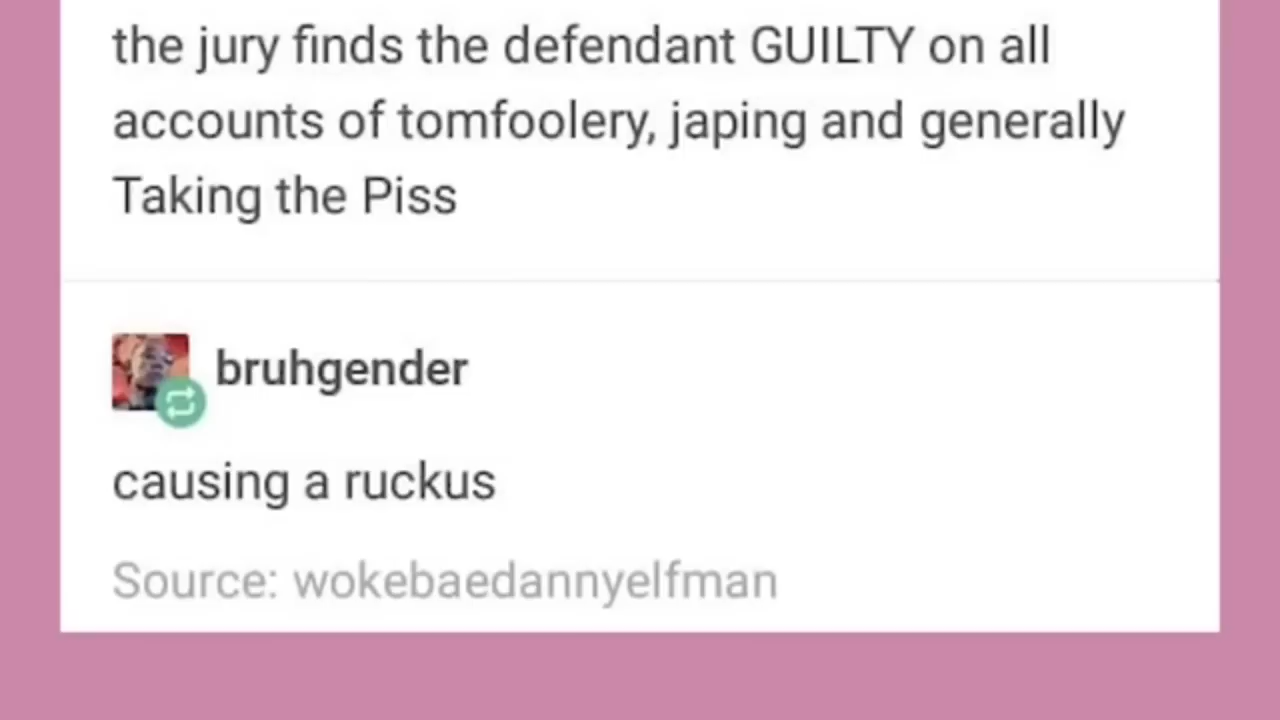 the jury finds the defendant GUILTY on all
accounts of tomfoolery, japing and generally
Taking the Piss
bruhgender
causing a ruckus
Source: wokebaedannyelfman